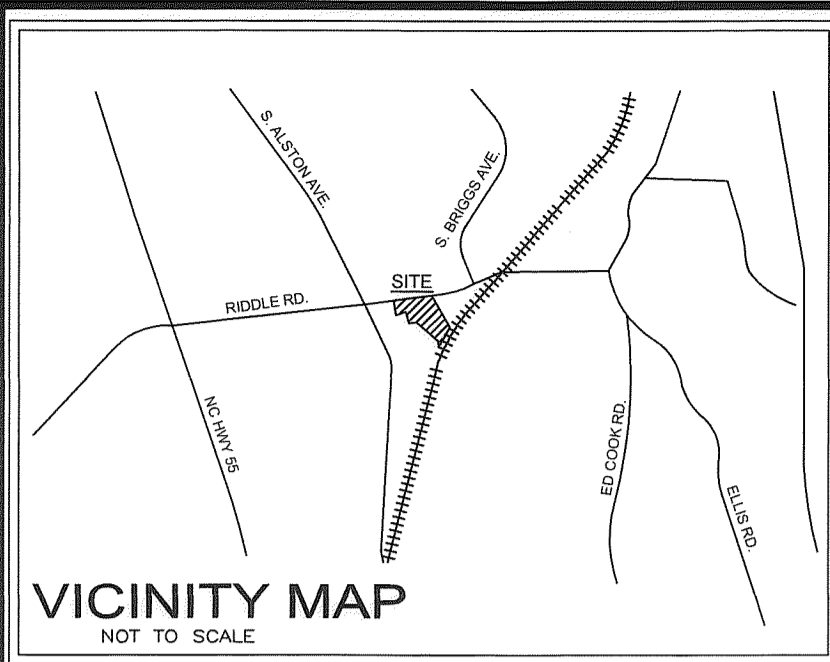 S. ALSTON AVE.
S. BRIGGS AVE.
SITE
RIDDLE RD.
NC HWY 55
ED COOK RD.
ELLIS RD.
VICINITY MAP
NOT TO SCALE